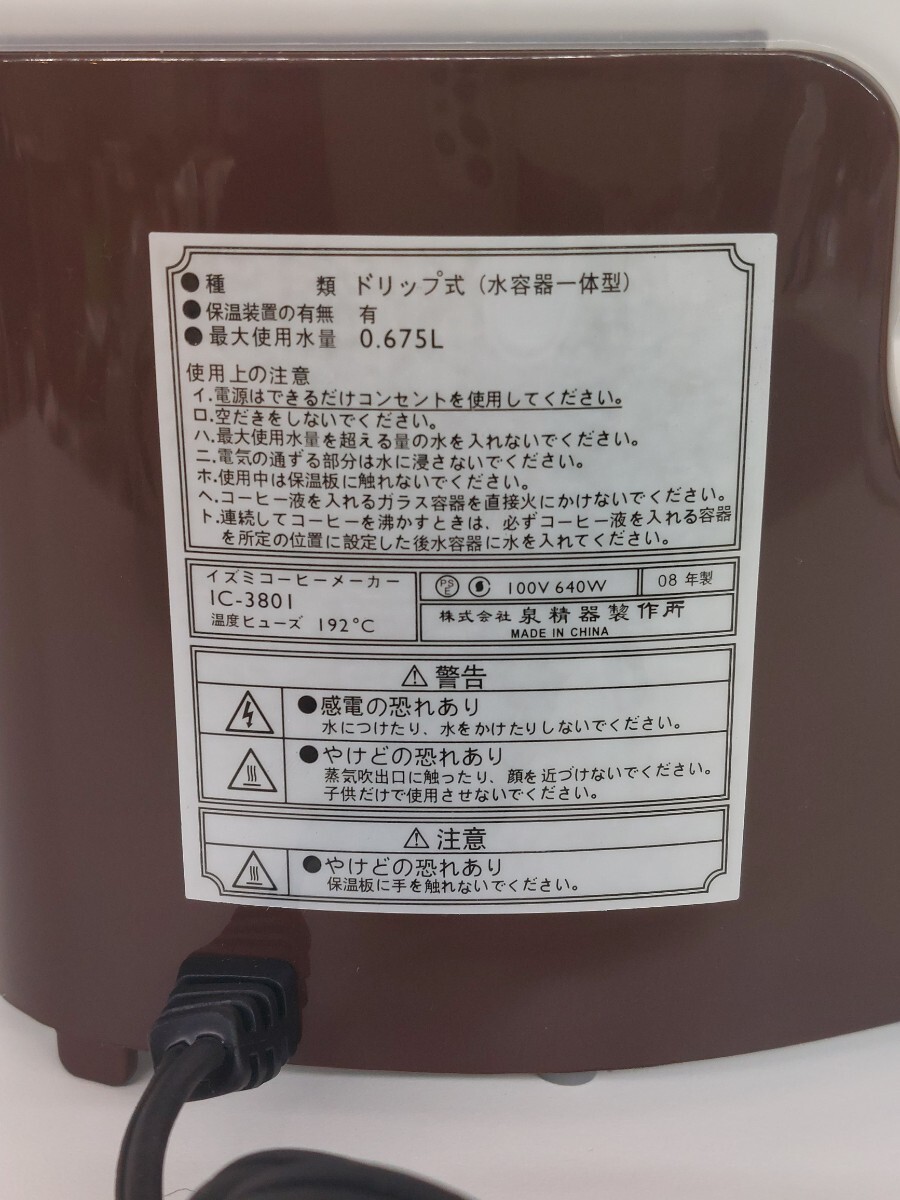 ●種　　類 ドリップ式（水容器一体型）
●保温装置の有無 有
●最大使用水量 0.675L
使用上の注意
イ.電源はできるだけコンセントを使用してください。
ロ.空だきをしないでください。
ハ.最大使用水量を超える量の水を入れないでください。
ニ.電気の通ずる部分は水に浸さないでください。
ホ.使用中は保温板に触れないでください。
ヘ.コーヒー液を入れるガラス容器を直接火にかけないでください。
ト.連続してコーヒーを沸かすときは、必ずコーヒー液を入れる容器
を所定の位置に設定した後水容器に水を入れてください。
イズミコーヒーメーカー
IC-3801
温度ヒューズ 192°C
PSE 100V 640W 08 年製
株式会社 泉精器製作所
MADE IN CHINA
⚠警告
●感電の恐れあり
水につけたり、水をかけたりしないでください。
●やけどの恐れあり
蒸気吹出口に触ったり、顔を近づけないでください。
子供だけで使用させないでください。
⚠注意
●やけどの恐れあり
保温板に手を触れないでください。